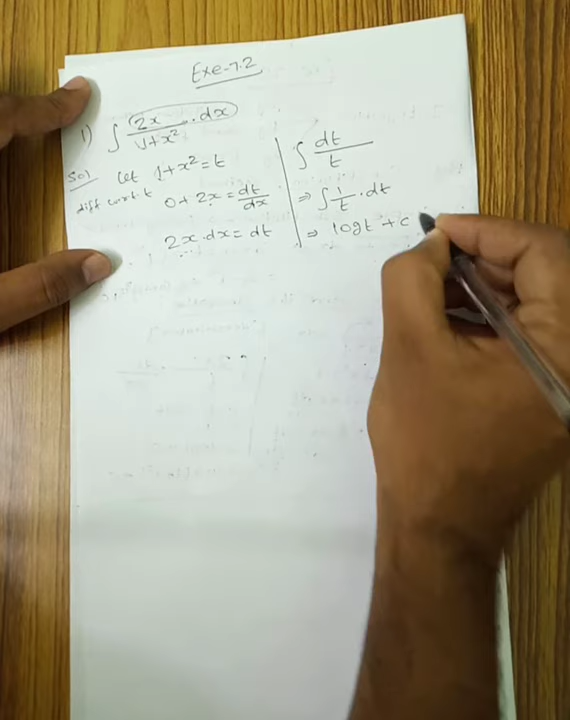 Exe-7.2
1) ∫ 2x/1+x² . dx
Sol Let 1+x² = t
diff w.r.t t 0+2x = dt/dx
2x.dx = dt
∫ dt/t
⇒ ∫ 1/t . dt
⇒ log t + c